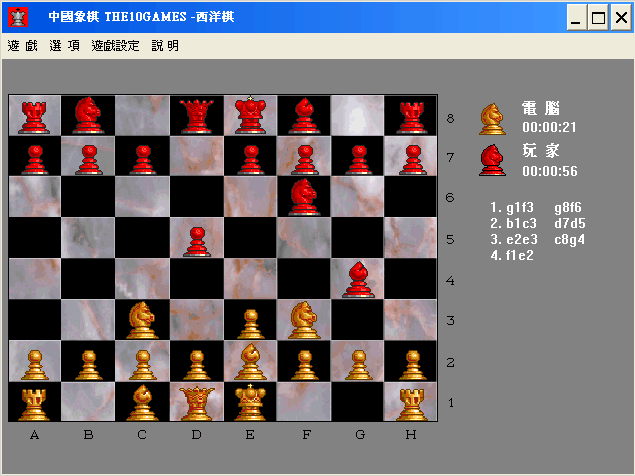 中國象棋 THE10GAMES -西洋棋
遊 戲 選 項 遊戲設定 說 明
電 腦
00:00:21
玩 家
00:00:56
1. g1f3 g8f6
2. b1c3 d7d5
3. e2e3 c8g4
4. f1e2
8
7
6
5
4
3
2
1
A B C D E F G H